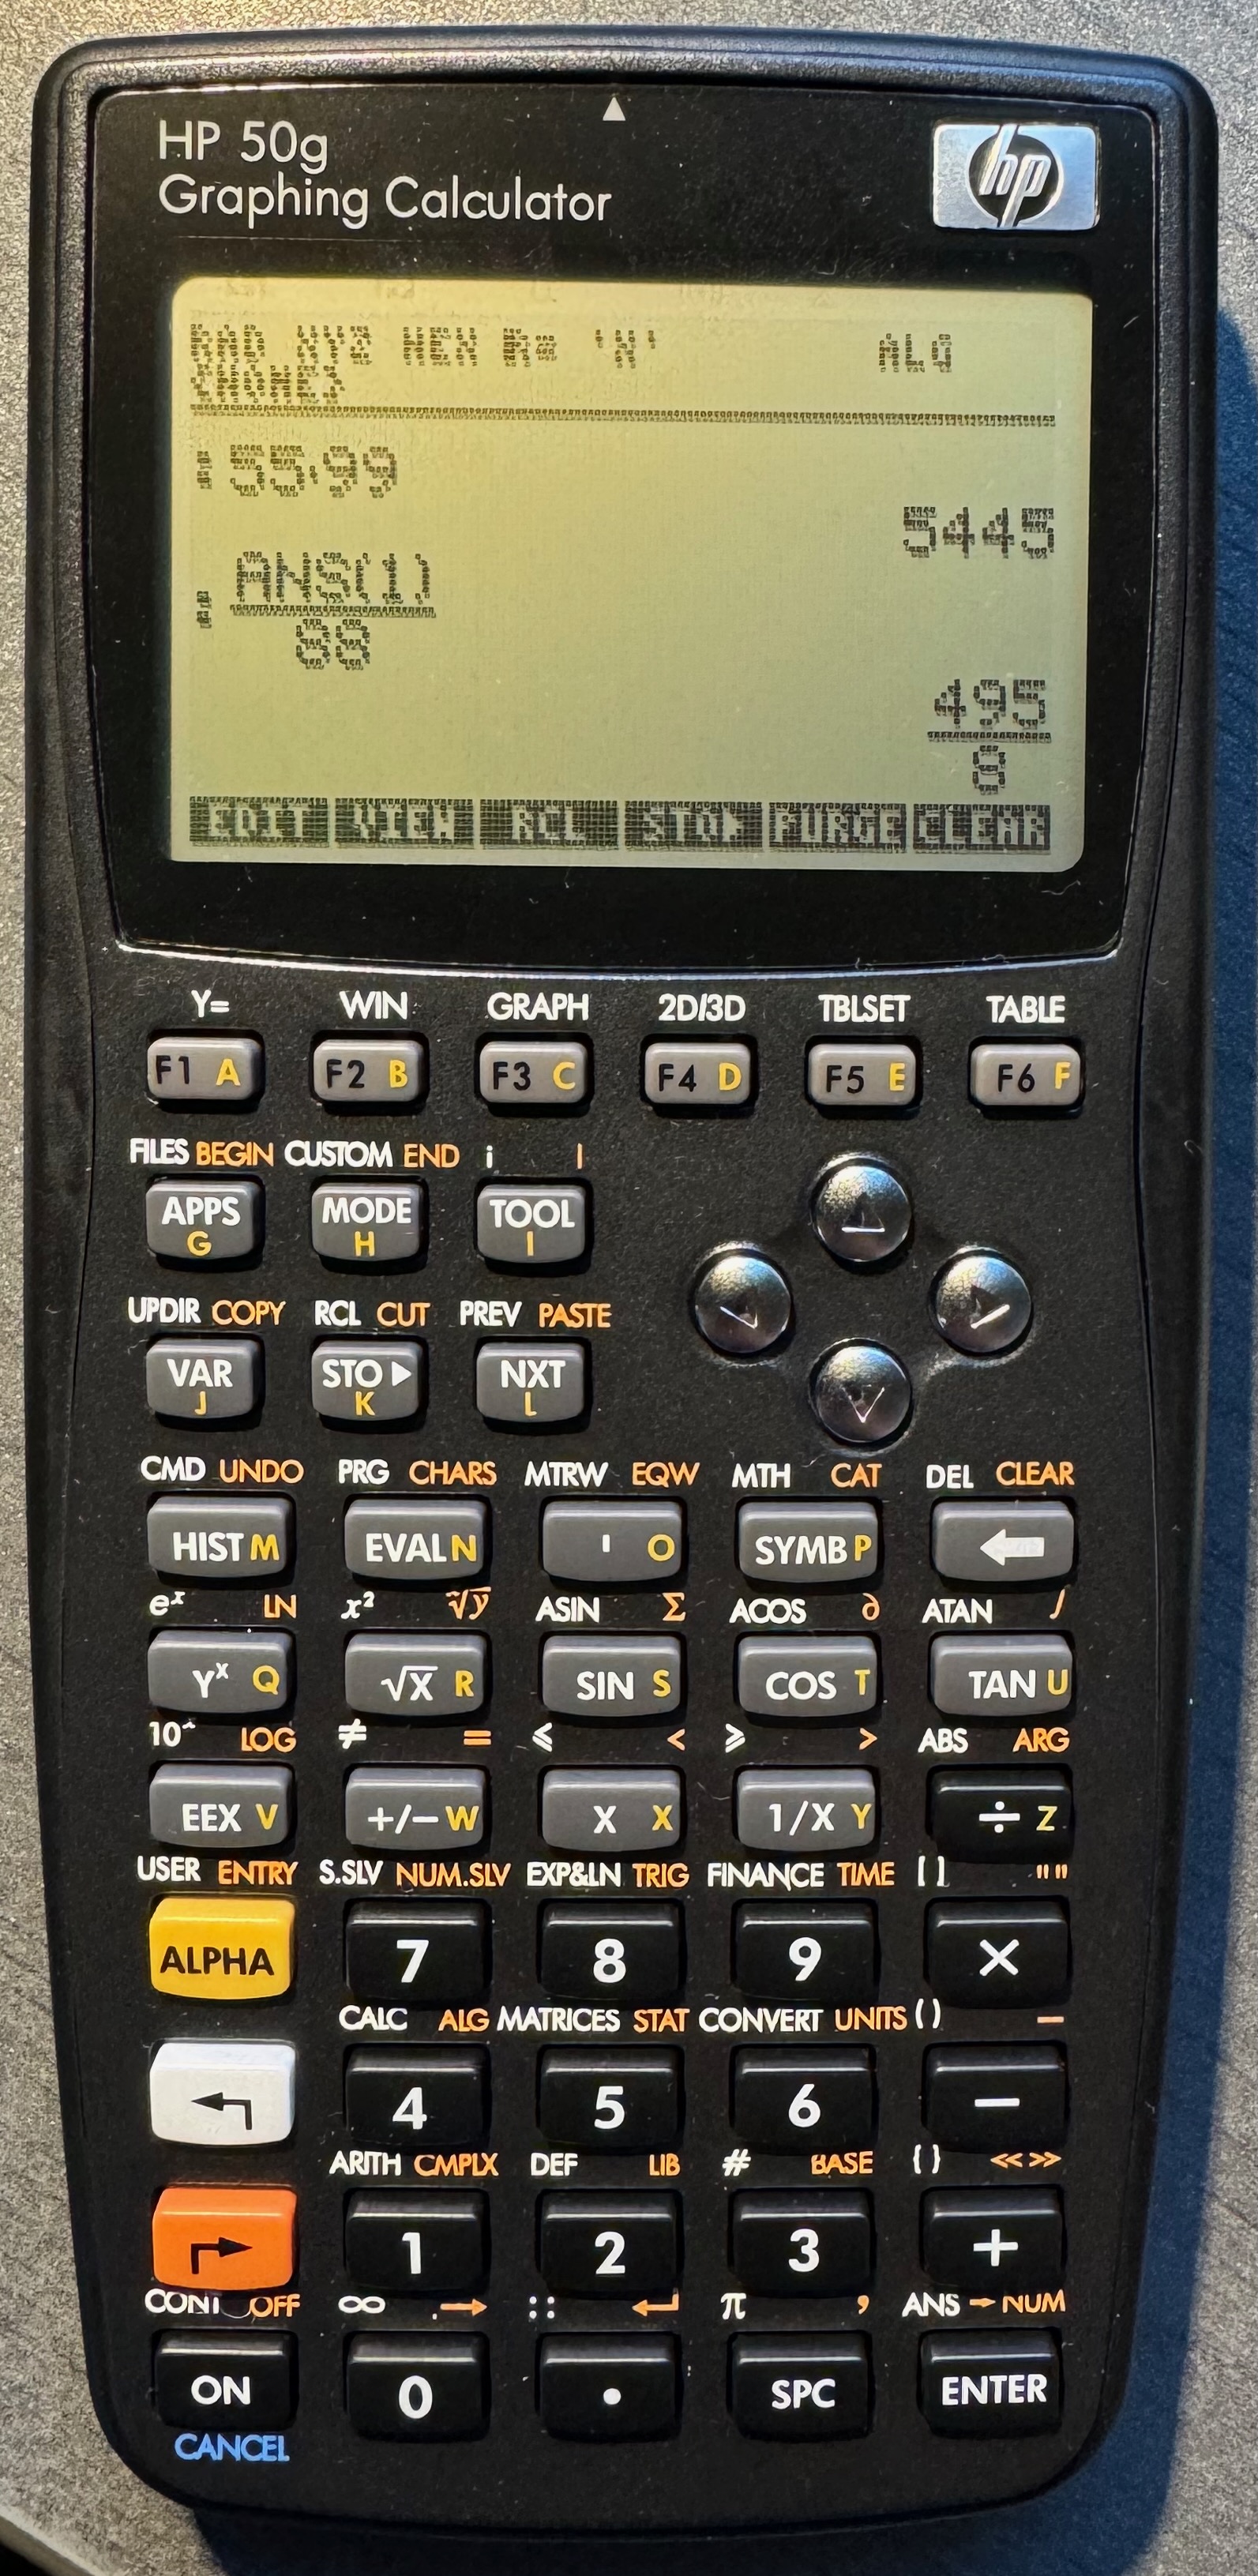 HP 50g
Graphing Calculator
hp
RAD XYZ HEX R= 'X' ALG
{HOME}
:55·99
5445
:ANS(1)
88
495
8
EDIT VIEW RCL STO▶ PURGE CLEAR
Y= WIN GRAPH 2D/3D TBLSET TABLE
F1 A F2 B F3 C F4 D F5 E F6 F
FILES BEGIN CUSTOM END i |
APPS MODE TOOL
G H I
UPDIR COPY RCL CUT PREV PASTE
VAR STO▶ NXT
J K L
CMD UNDO PRG CHARS MTRW EQW MTH CAT DEL CLEAR
HIST M EVAL N ' O SYMB P ←
eˣ LN x² ˣ√y ASIN Σ ACOS ∂ ATAN ∫
Yˣ Q √X R SIN S COS T TAN U
10ˣ LOG ≠ = ≤ < ≥ > ABS ARG
EEX V +/− W X X 1/X Y ÷ Z
USER ENTRY S.SLV NUM.SLV EXP&LN TRIG FINANCE TIME [ ] " "
ALPHA 7 8 9 ×
CALC ALG MATRICES STAT CONVERT UNITS ( ) _
↰ 4 5 6 −
ARITH CMPLX DEF LIB # BASE { } « »
↱ 1 2 3 +
CONT OFF ∞ → :: ↵ π , ANS →NUM
ON 0 . SPC ENTER
CANCEL